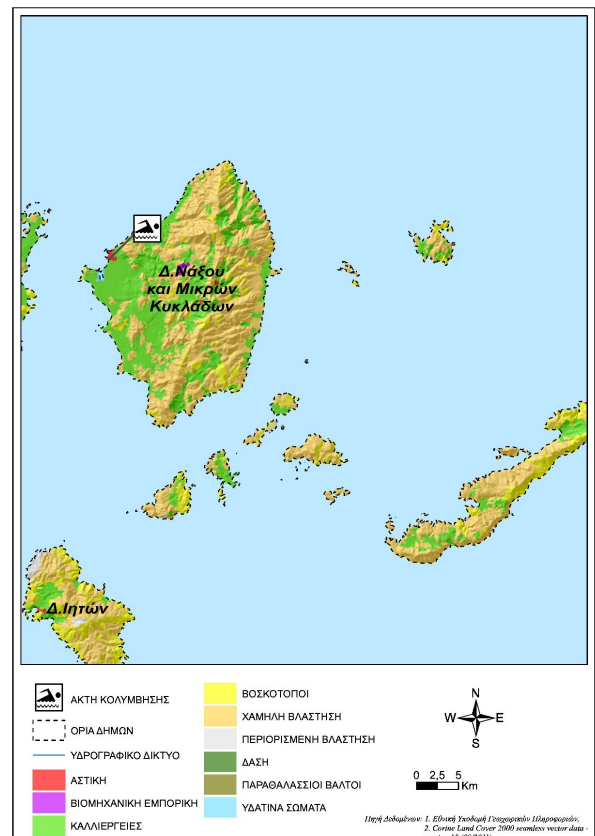 Δ.Νάξου
και Μικρών
Κυκλάδων
Δ.Ιητών
ΑΚΤΗ ΚΟΛΥΜΒΗΣΗΣ
ΟΡΙΑ ΔΗΜΩΝ
ΥΔΡΟΓΡΑΦΙΚΟ ΔΙΚΤΥΟ
ΑΣΤΙΚΗ
ΒΙΟΜΗΧΑΝΙΚΗ ΕΜΠΟΡΙΚΗ
ΚΑΛΛΙΕΡΓΕΙΕΣ
ΒΟΣΚΟΤΟΠΟΙ
ΧΑΜΗΛΗ ΒΛΑΣΤΗΣΗ
ΠΕΡΙΟΡΙΣΜΕΝΗ ΒΛΑΣΤΗΣΗ
ΔΑΣΗ
ΠΑΡΑΘΑΛΑΣΣΙΟΙ ΒΑΛΤΟΙ
ΥΔΑΤΙΝΑ ΣΩΜΑΤΑ
N
W E
S
0 2,5 5
Km
Πηγή Δεδομένων: 1. Εθνική Υποδομή Γεωχωρικών Πληροφοριών,
2. Corine Land Cover 2000 seamless vector data -